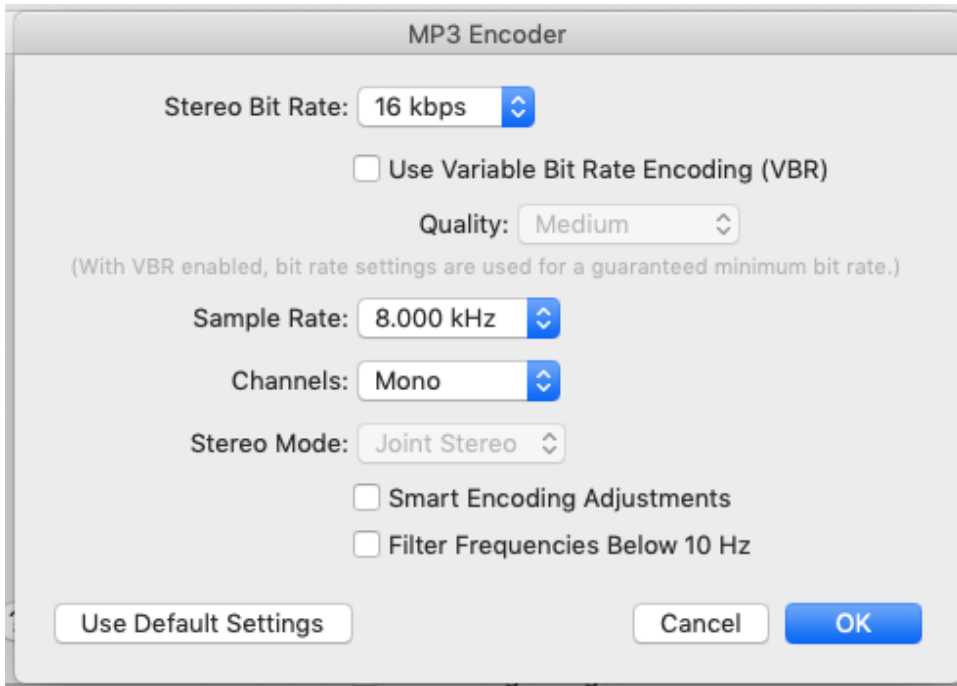 MP3 Encoder
Stereo Bit Rate: 16 kbps
Use Variable Bit Rate Encoding (VBR)
Quality: Medium
(With VBR enabled, bit rate settings are used for a guaranteed minimum bit rate.)
Sample Rate: 8.000 kHz
Channels: Mono
Stereo Mode: Joint Stereo
Smart Encoding Adjustments
Filter Frequencies Below 10 Hz
Use Default Settings Cancel OK